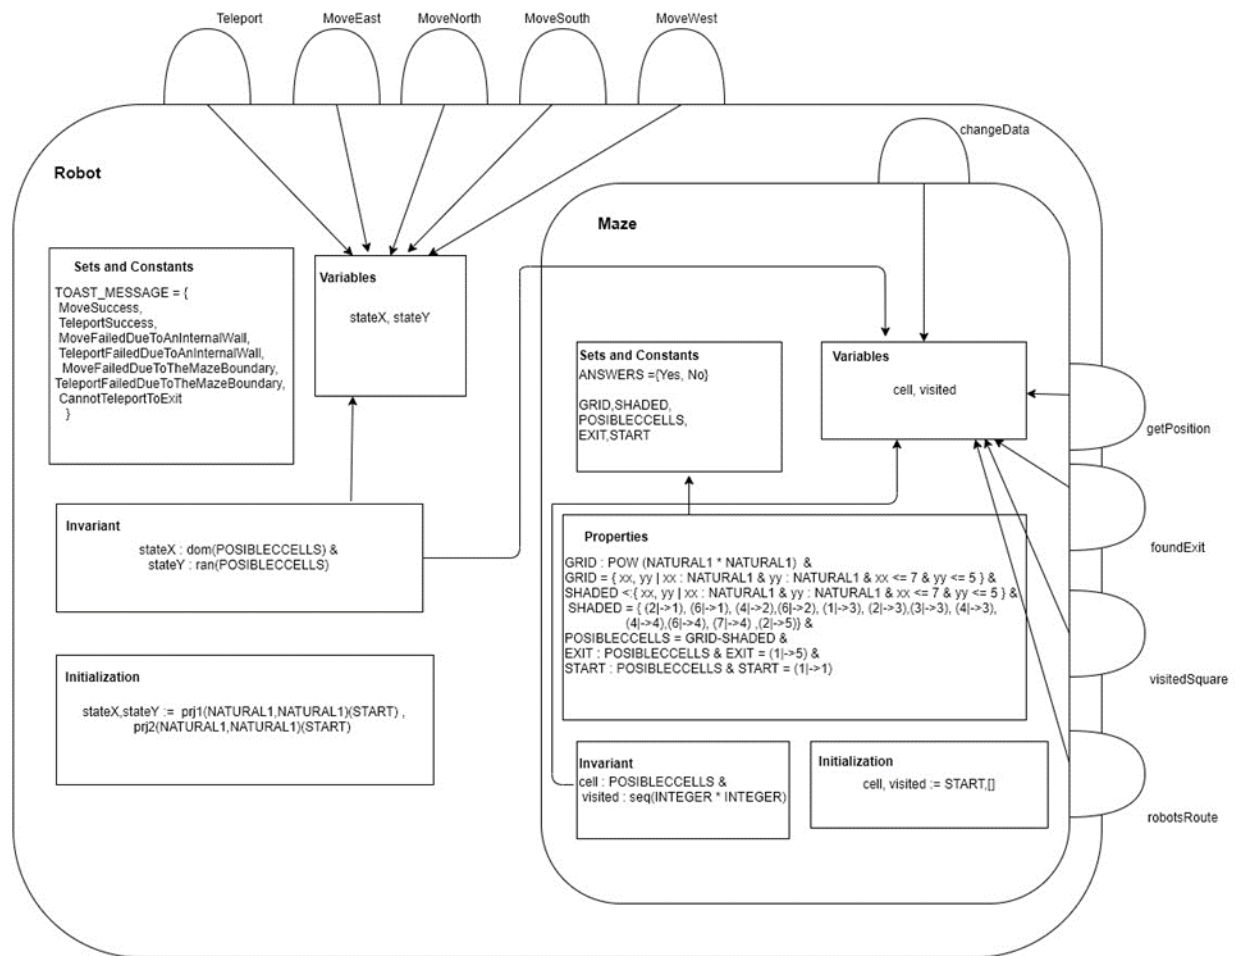 Teleport
MoveEast
MoveNorth
MoveSouth
MoveWest
changeData
Robot
Maze
Sets and Constants
TOAST_MESSAGE = {
MoveSuccess,
TeleportSuccess,
MoveFailedDueToAnInternalWall,
TeleportFailedDueToAnInternalWall,
MoveFailedDueToTheMazeBoundary,
TeleportFailedDueToTheMazeBoundary,
CannotTeleportToExit
}
Variables
stateX, stateY
Sets and Constants
ANSWERS ={Yes, No}
GRID,SHADED,
POSIBLECCELLS,
EXIT,START
Variables
cell, visited
getPosition
foundExit
visitedSquare
robotsRoute
Invariant
stateX : dom(POSIBLECCELLS) &
stateY : ran(POSIBLECCELLS)
Properties
GRID : POW (NATURAL1 * NATURAL1) &
GRID = { xx, yy | xx : NATURAL1 & yy : NATURAL1 & xx <= 7 & yy <= 5 } &
SHADED <:{ xx, yy | xx : NATURAL1 & yy : NATURAL1 & xx <= 7 & yy <= 5 } &
SHADED = { (2|->1), (6|->1), (4|->2),(6|->2), (1|->3), (2|->3),(3|->3), (4|->3),
(4|->4),(6|->4), (7|->4) ,(2|->5)} &
POSIBLECCELLS = GRID-SHADED &
EXIT : POSIBLECCELLS & EXIT = (1|->5) &
START : POSIBLECCELLS & START = (1|->1)
Initialization
stateX,stateY := prj1(NATURAL1,NATURAL1)(START) ,
prj2(NATURAL1,NATURAL1)(START)
Invariant
cell : POSIBLECCELLS &
visited : seq(INTEGER * INTEGER)
Initialization
cell, visited := START,[]